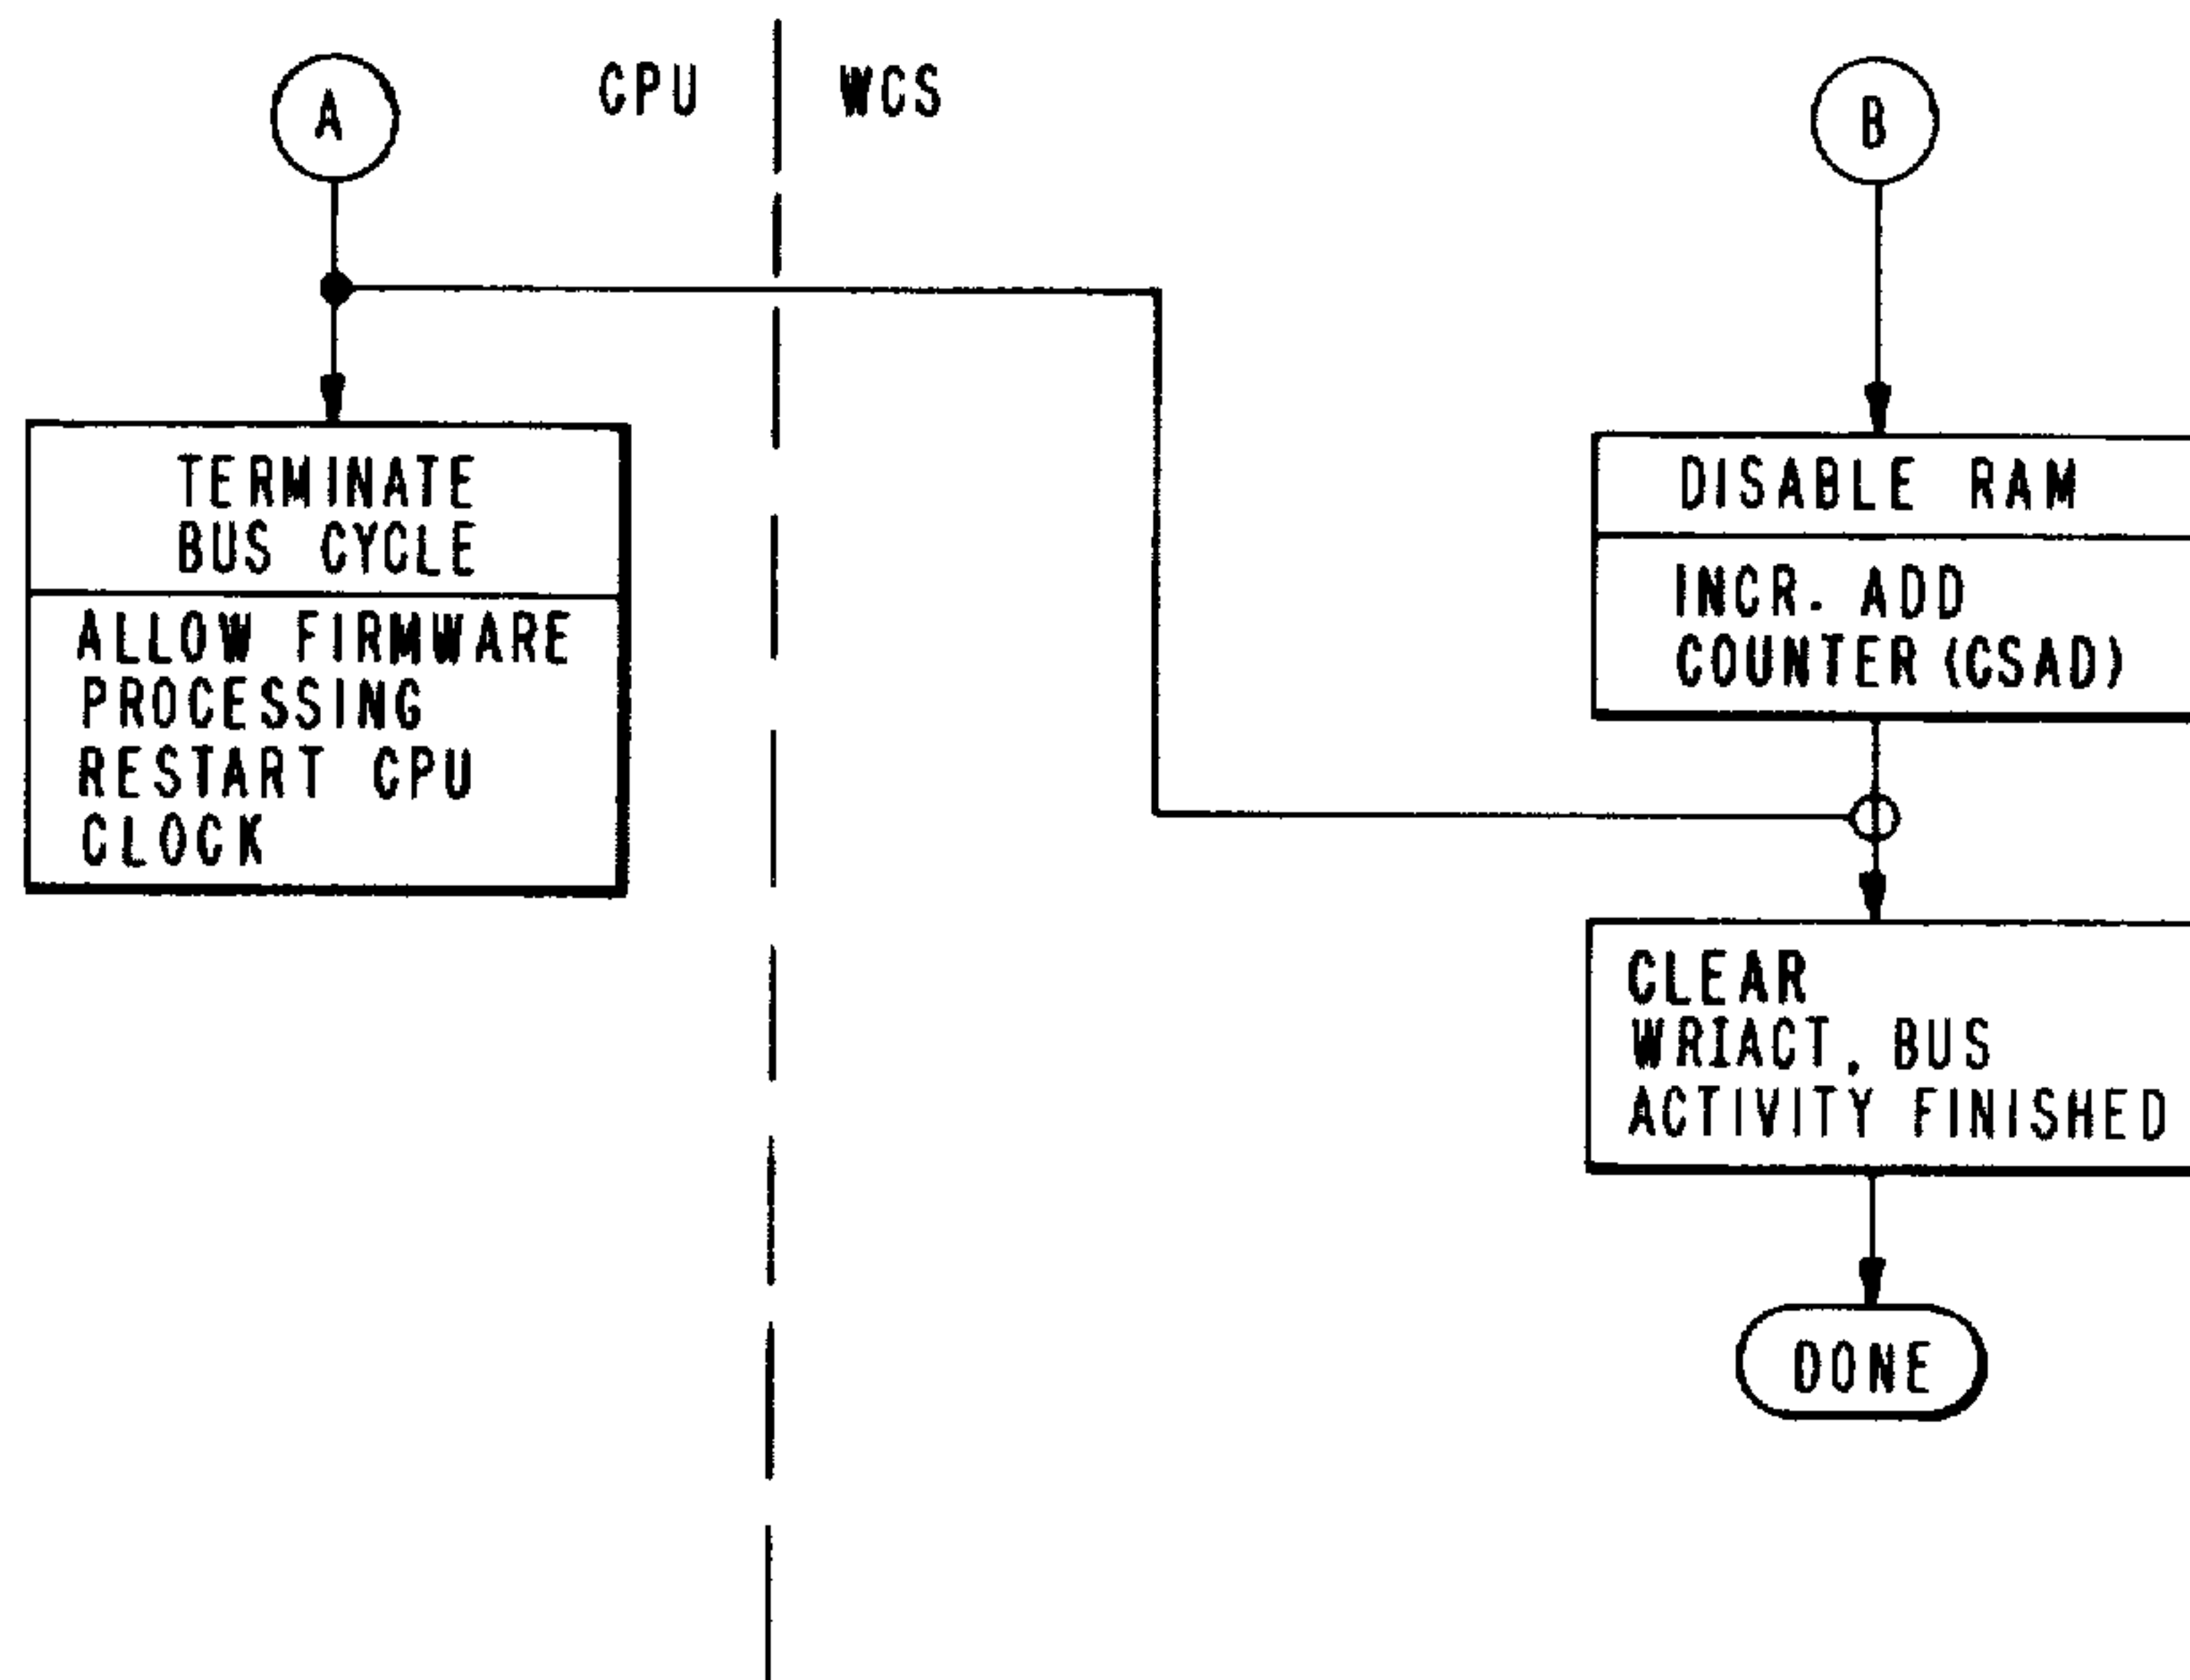 A
CPU
WCS
B
TERMINATE
BUS CYCLE
ALLOW FIRMWARE
PROCESSING
RESTART CPU
CLOCK
DISABLE RAM
INCR. ADD
COUNTER (CSAD)
CLEAR
WRIACT, BUS
ACTIVITY FINISHED
DONE